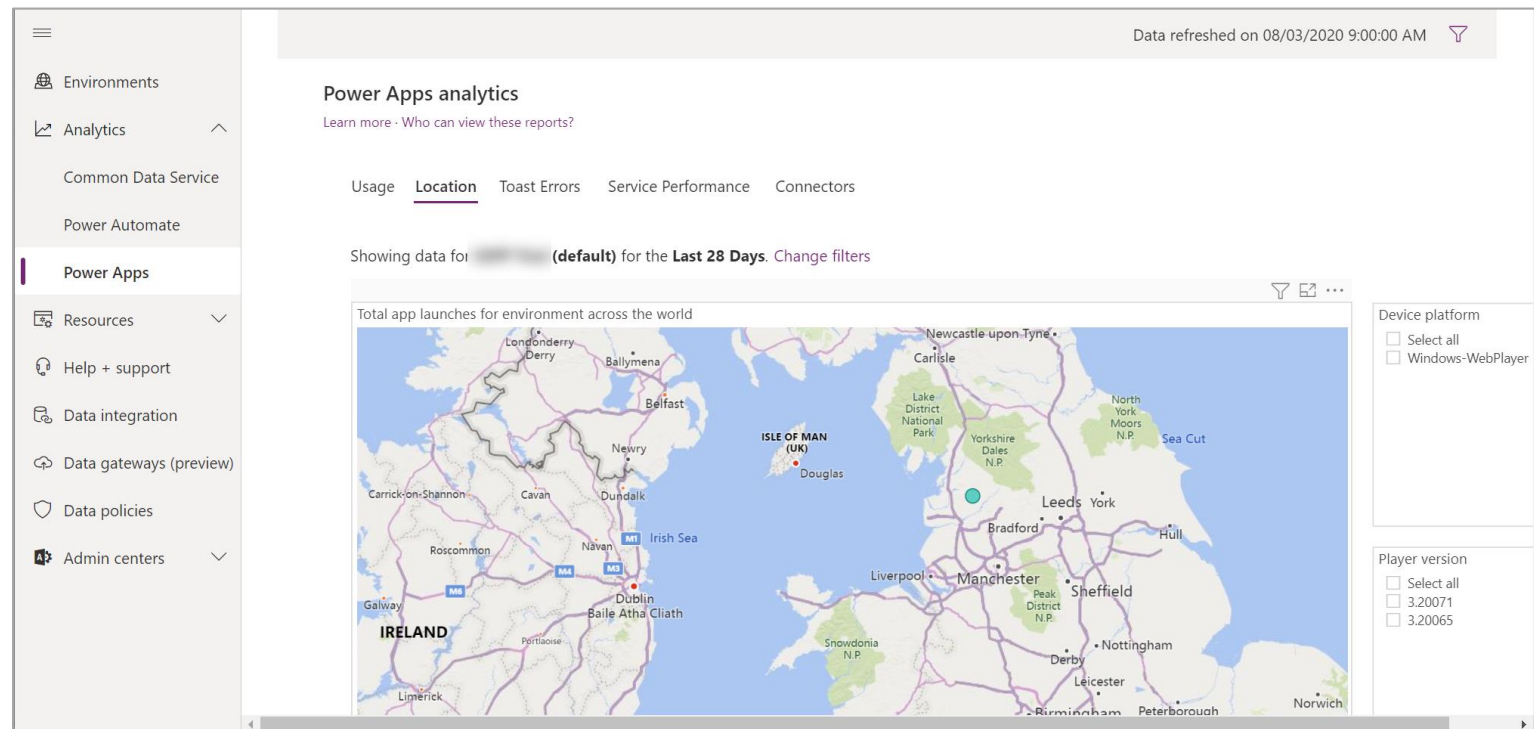 Data refreshed on 08/03/2020 9:00:00 AM
Environments
Analytics
Common Data Service
Power Automate
Power Apps
Resources
Help + support
Data integration
Data gateways (preview)
Data policies
Admin centers
Power Apps analytics
Learn more · Who can view these reports?
Usage Location Toast Errors Service Performance Connectors
Showing data for (default) for the Last 28 Days. Change filters
Total app launches for environment across the world
Londonderry
Derry
Ballymena
Belfast
Newry
Carrick-on-Shannon
Cavan
Dundalk
Roscommon
Navan
M1
Irish Sea
M4
M3
M6
Galway
Dublin
Baile Átha Cliath
IRELAND
Portlaoise
Limerick
ISLE OF MAN
(UK)
Douglas
Newcastle upon Tyne
Carlisle
Lake
District
National
Park
North
York
Moors
N.P.
Yorkshire
Dales
N.P.
Sea Cut
Leeds
York
Bradford
Hull
Liverpool
Manchester
Peak
District
N.P.
Sheffield
Snowdonia
N.P.
Nottingham
Derby
Leicester
Birmingham
Peterborough
Norwich
Device platform
Select all
Windows-WebPlayer
Player version
Select all
3.20071
3.20065